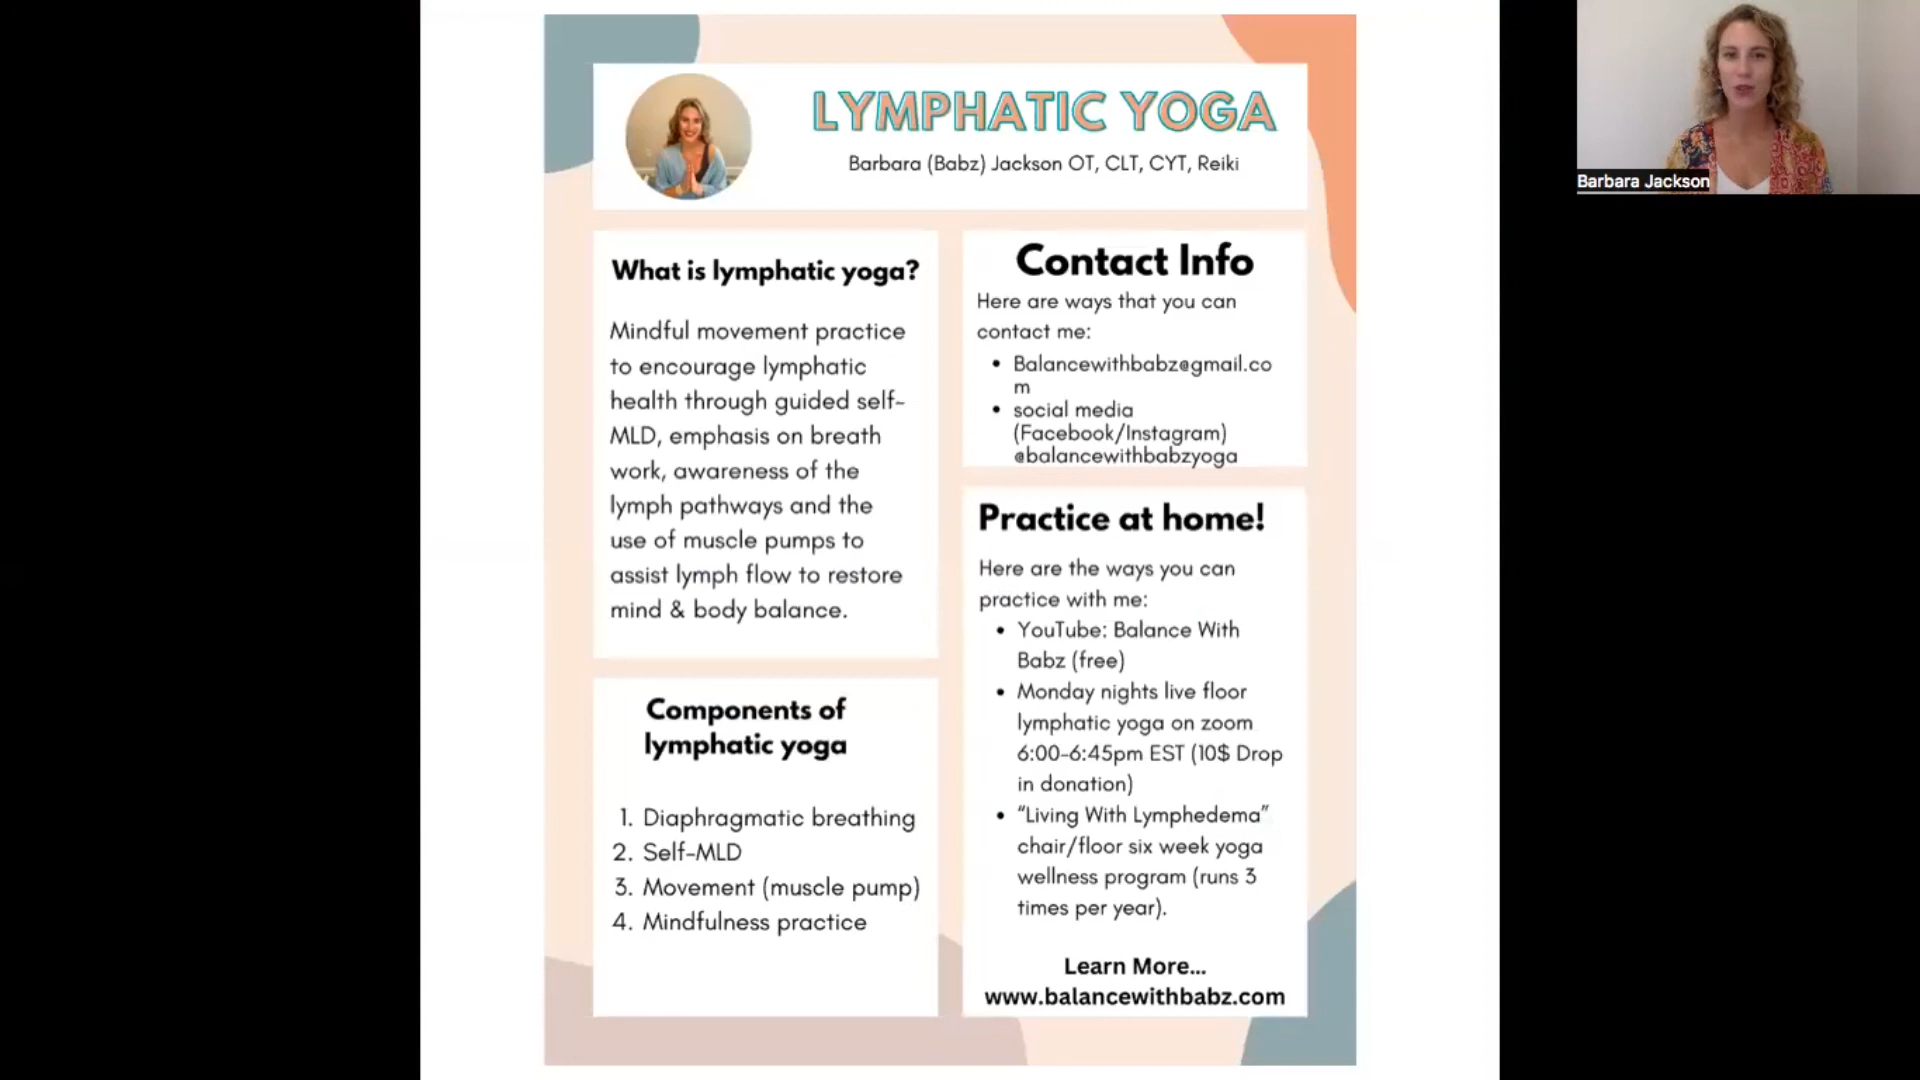 LYMPHATIC YOGA
Barbara (Babz) Jackson OT, CLT, CYT, Reiki
What is lymphatic yoga?
Mindful movement practice
to encourage lymphatic
health through guided self-
MLD, emphasis on breath
work, awareness of the
lymph pathways and the
use of muscle pumps to
assist lymph flow to restore
mind & body balance.
Components of
lymphatic yoga
1. Diaphragmatic breathing
2. Self-MLD
3. Movement (muscle pump)
4. Mindfulness practice
Contact Info
Here are ways that you can
contact me:
• Balancewithbabz@gmail.co
m
• social media
(Facebook/Instagram)
@balancewithbabzyoga
Practice at home!
Here are the ways you can
practice with me:
• YouTube: Balance With
Babz (free)
• Monday nights live floor
lymphatic yoga on zoom
6:00-6:45pm EST (10$ Drop
in donation)
• “Living With Lymphedema”
chair/floor six week yoga
wellness program (runs 3
times per year).
Learn More...
www.balancewithbabz.com
Barbara Jackson